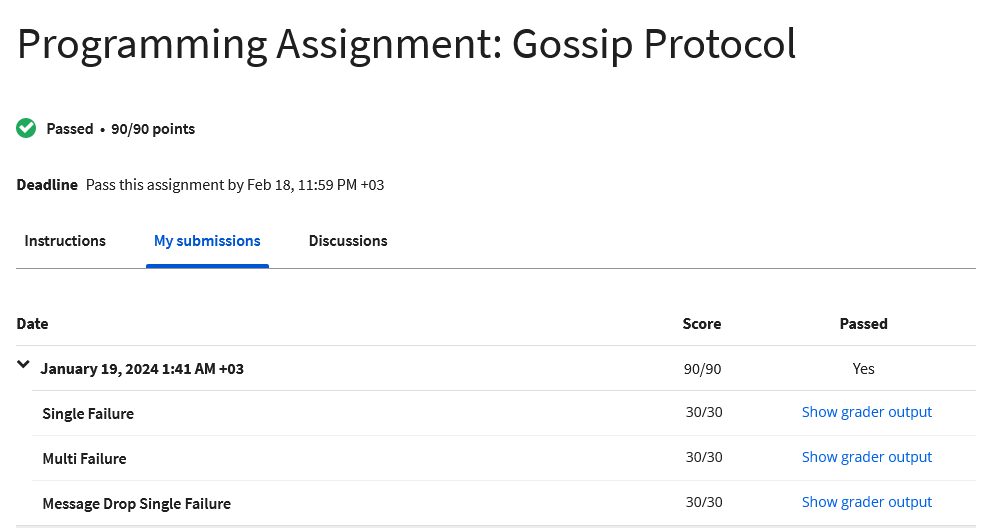 Programming Assignment: Gossip Protocol
Passed • 90/90 points
Deadline Pass this assignment by Feb 18, 11:59 PM +03
Instructions My submissions Discussions
Date Score Passed
January 19, 2024 1:41 AM +03 90/90 Yes
Single Failure 30/30 Show grader output
Multi Failure 30/30 Show grader output
Message Drop Single Failure 30/30 Show grader output